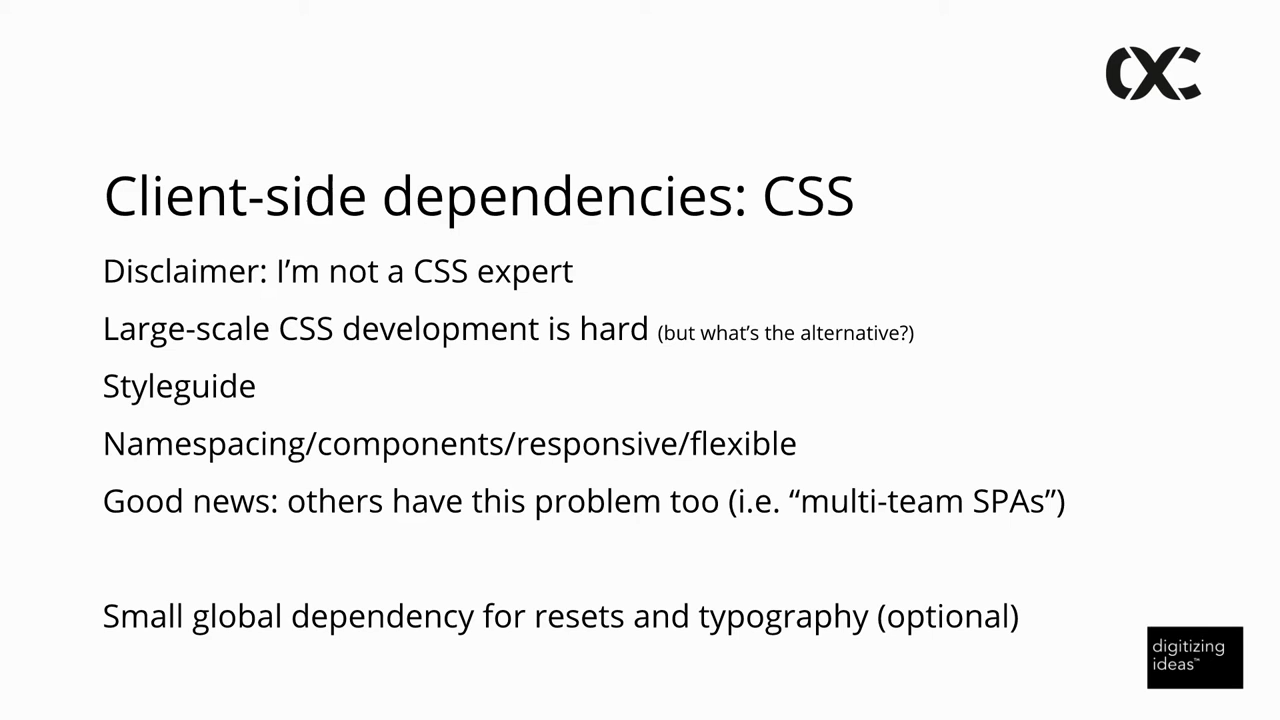 Client-side dependencies: CSS
Disclaimer: I’m not a CSS expert
Large-scale CSS development is hard (but what’s the alternative?)
Styleguide
Namespacing/components/responsive/flexible
Good news: others have this problem too (i.e. “multi-team SPAs”)
Small global dependency for resets and typography (optional)
digitizing
ideas™